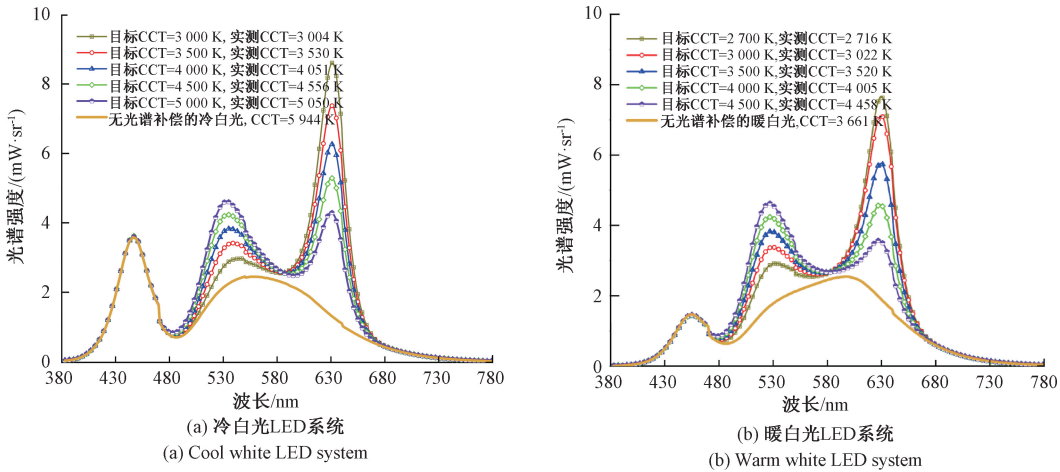 光谱强度/(mW·sr-1)
10
8
6
4
2
0
目标CCT=3 000 K, 实测CCT=3 004 K
目标CCT=3 500 K, 实测CCT=3 530 K
目标CCT=4 000 K, 实测CCT=4 051 K
目标CCT=4 500 K, 实测CCT=4 556 K
目标CCT=5 000 K, 实测CCT=5 050 K
无光谱补偿的冷白光, CCT=5 944 K
380 430 480 530 580 630 680 730 780
波长/nm
(a) 冷白光LED系统
(a) Cool white LED system
光谱强度/(mW·sr-1)
10
8
6
4
2
0
目标CCT=2 700 K,实测CCT=2 716 K
目标CCT=3 000 K,实测CCT=3 022 K
目标CCT=3 500 K,实测CCT=3 520 K
目标CCT=4 000 K,实测CCT=4 005 K
目标CCT=4 500 K,实测CCT=4 458 K
无光谱补偿的暖白光,CCT=3 661 K
380 430 480 530 580 630 680 730 780
波长/nm
(b) 暖白光LED系统
(b) Warm white LED system